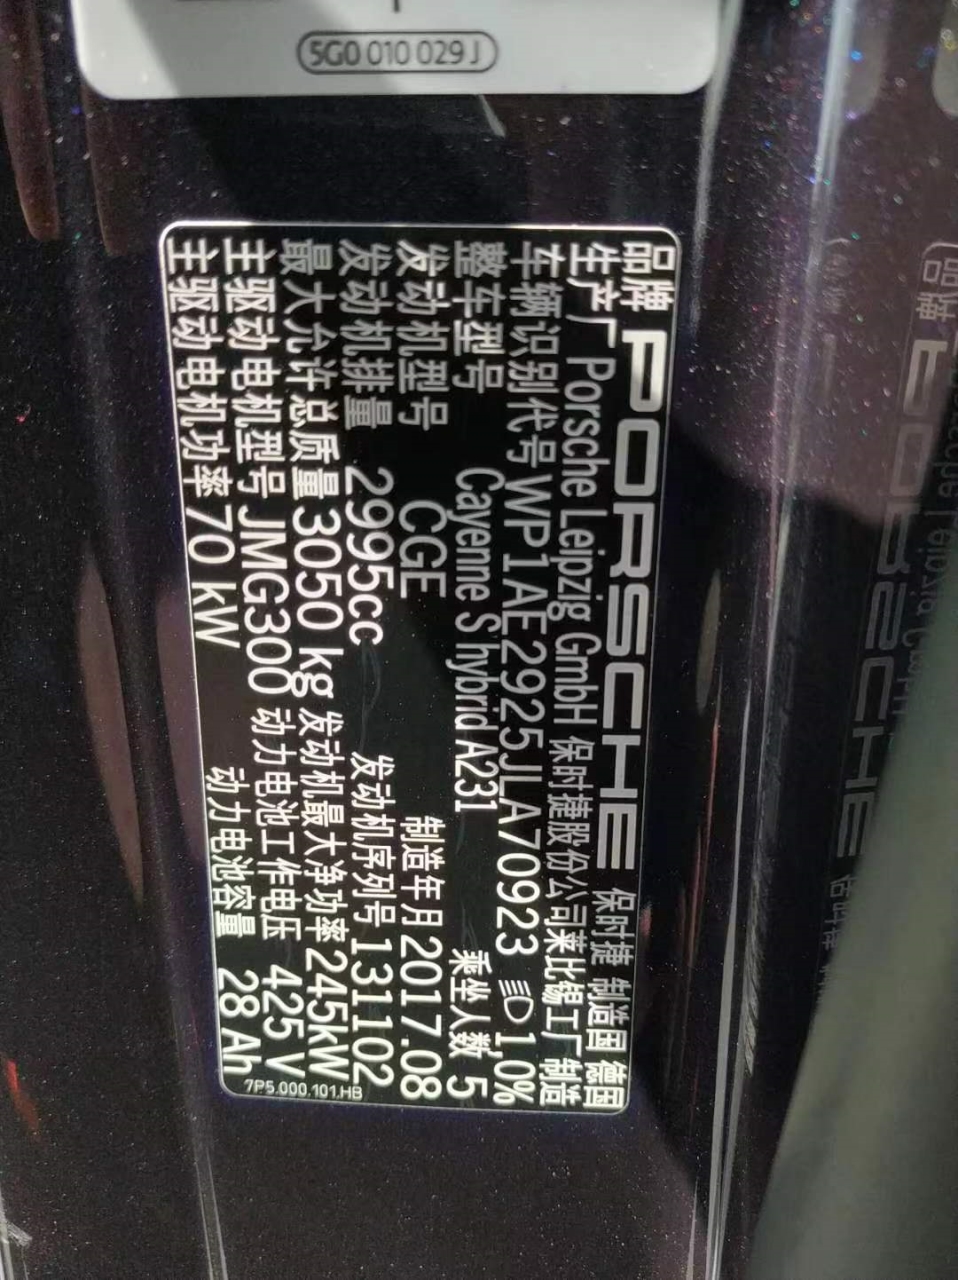 5G0 010 029 J
品牌 PORSCHE 保时捷 制造国 德国
生产厂 Porsche Leipzig GmbH 保时捷股份公司莱比锡工厂制造
车辆识别代号 WP1AE2925JLA70923 1.0%
整车型号 Cayenne S hybrid A231 乘坐人数 5
发动机型号 CGE 制造年月 2017.08
发动机排量 2995cc 发动机序列号 131102
最大允许总质量 3050 kg 发动机最大净功率 245kW
主驱动电机型号 JMG300 动力电池工作电压 425 V
主驱动电机功率 70 kW 动力电池容量 28 Ah
7P5.000.101.HB